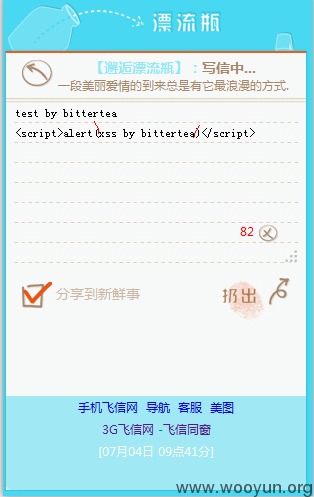 漂流瓶
【邂逅漂流瓶】：写信中...
一段美丽爱情的到来总是有它最浪漫的方式.
test by bittertea
<script>alert(xss by bittertea)</script>
82
分享到新鲜事
扔出
手机飞信网 导航 客服 美图
3G飞信网 -飞信同窗
[07月04日 09点41分]
www.wooyun.org